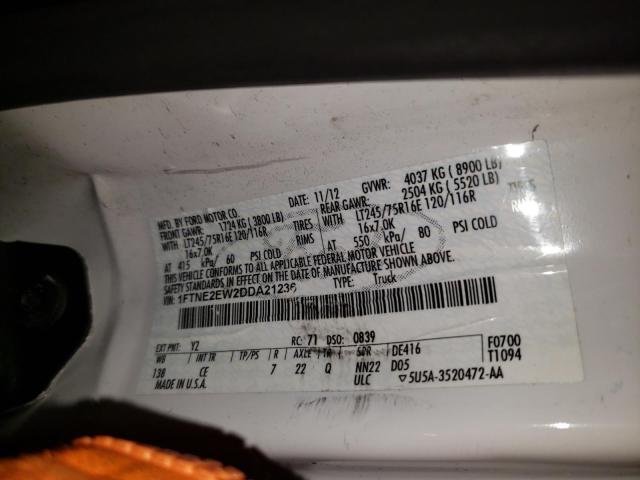 MFD. BY FORD MOTOR CO.
DATE: 11/12 GVWR: 4037 KG ( 8900 LB)
FRONT GAWR: 1724 KG ( 3800 LB) REAR GAWR: 2504 KG ( 5520 LB)
WITH LT245/75R16E 120/116R TIRES WITH LT245/75R16E 120/116R TIRES
16x7.0K RIMS 16x7.0K
AT 415 kPa/ 60 PSI COLD AT 550 kPa/ 80 PSI COLD
THIS VEHICLE CONFORMS TO ALL APPLICABLE FEDERAL MOTOR VEHICLE
SAFETY STANDARDS IN EFFECT ON THE DATE OF MANUFACTURE SHOWN ABOVE.
VIN: 1FTNE2EW2DDA21236 TYPE: Truck
EXT PNT: YZ RC: 71 DSO: 0839
WB INT TR TP/PS R AXLE TR SPR DE416 F0700
138 CE 7 22 Q NN22 D05 T1094
MADE IN U.S.A. ULC ▽5U5A-3520472-AA